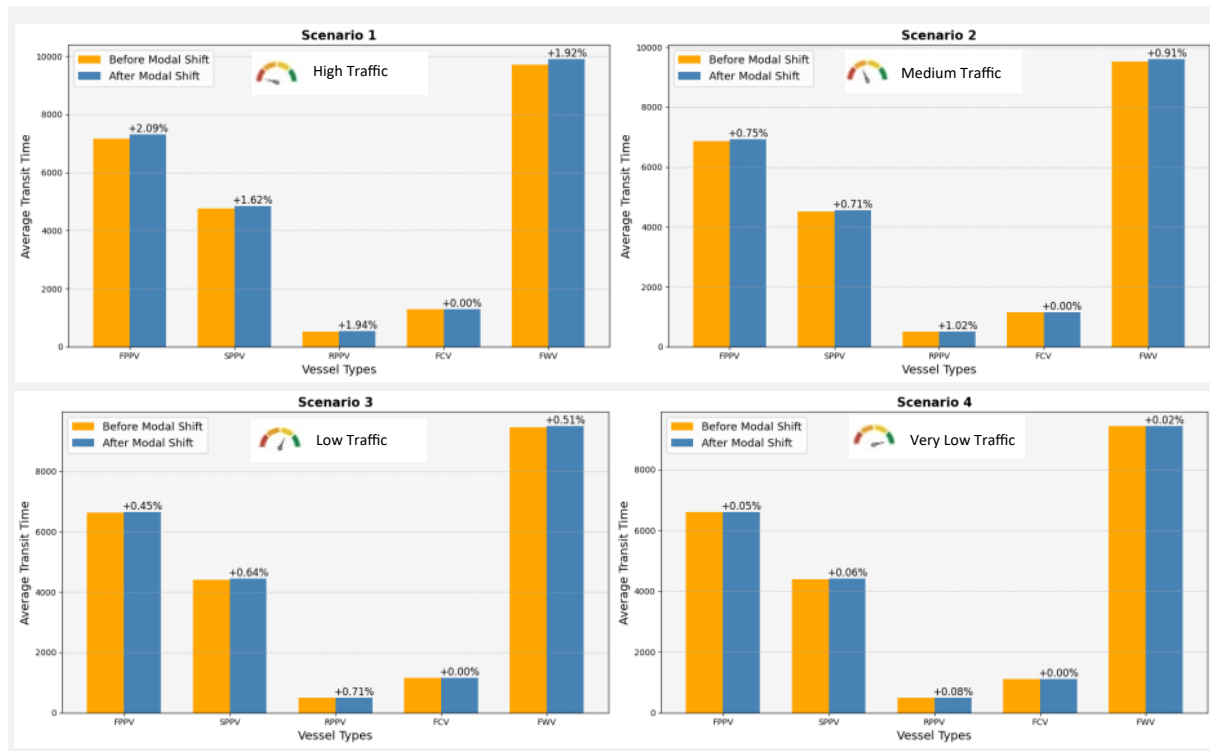 Scenario 1
Before Modal Shift
After Modal Shift
High Traffic
+2.09%
+1.62%
+1.94%
+0.00%
+1.92%
10000
8000
6000
4000
2000
0
Average Transit Time
FPPV SPPV RPPV FCV FWV
Vessel Types
Scenario 2
Before Modal Shift
After Modal Shift
Medium Traffic
+0.75%
+0.71%
+1.02%
+0.00%
+0.91%
10000
8000
6000
4000
2000
0
Average Transit Time
FPPV SPPV RPPV FCV FWV
Vessel Types
Scenario 3
Before Modal Shift
After Modal Shift
Low Traffic
+0.45%
+0.64%
+0.71%
+0.00%
+0.51%
8000
6000
4000
2000
0
Average Transit Time
FPPV SPPV RPPV FCV FWV
Vessel Types
Scenario 4
Before Modal Shift
After Modal Shift
Very Low Traffic
+0.05%
+0.06%
+0.08%
+0.00%
+0.02%
8000
6000
4000
2000
0
Average Transit Time
FPPV SPPV RPPV FCV FWV
Vessel Types